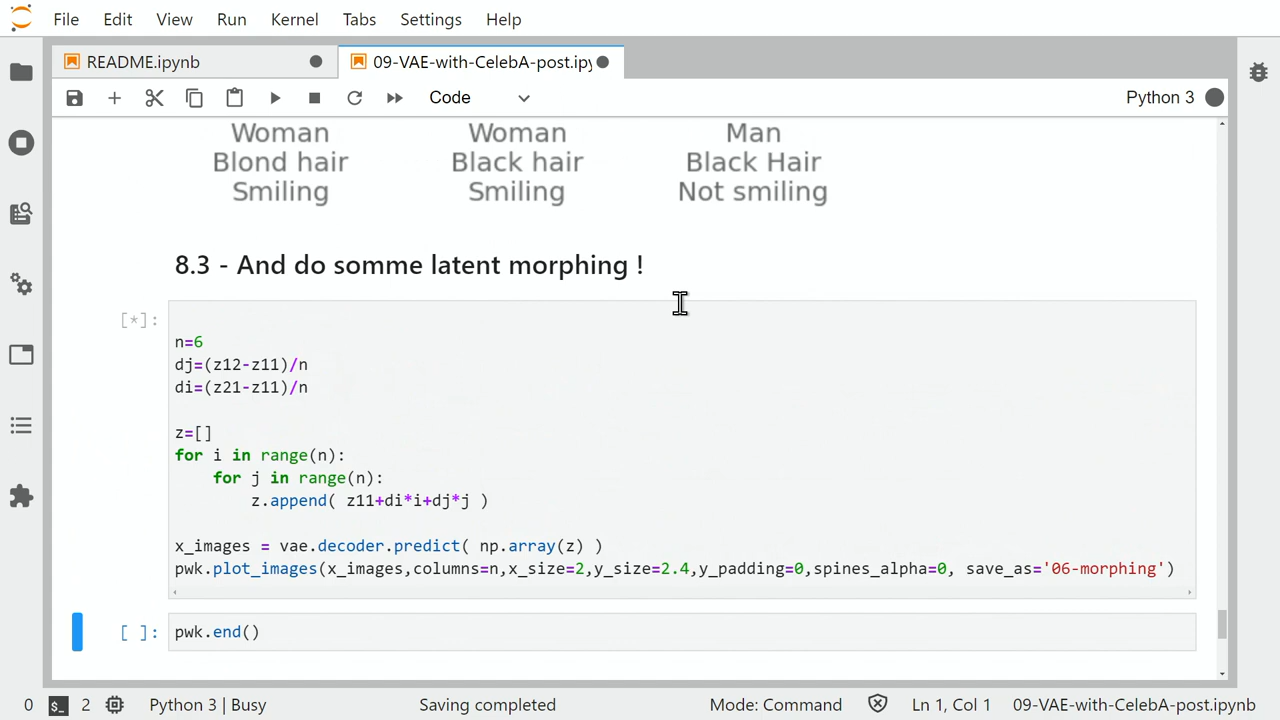 File Edit View Run Kernel Tabs Settings Help
README.ipynb 09-VAE-with-CelebA-post.ipy
Code Python 3
Woman Woman Man
Blond hair Black hair Black Hair
Smiling Smiling Not smiling
8.3 - And do somme latent morphing !
[*]:
n=6
dj=(z12-z11)/n
di=(z21-z11)/n
z=[]
for i in range(n):
    for j in range(n):
        z.append( z11+di*i+dj*j )
x_images = vae.decoder.predict( np.array(z) )
pwk.plot_images(x_images,columns=n,x_size=2,y_size=2.4,y_padding=0,spines_alpha=0, save_as='06-morphing')
[ ]: pwk.end()
0 $_ 2 Python 3 | Busy Saving completed Mode: Command Ln 1, Col 1 09-VAE-with-CelebA-post.ipynb